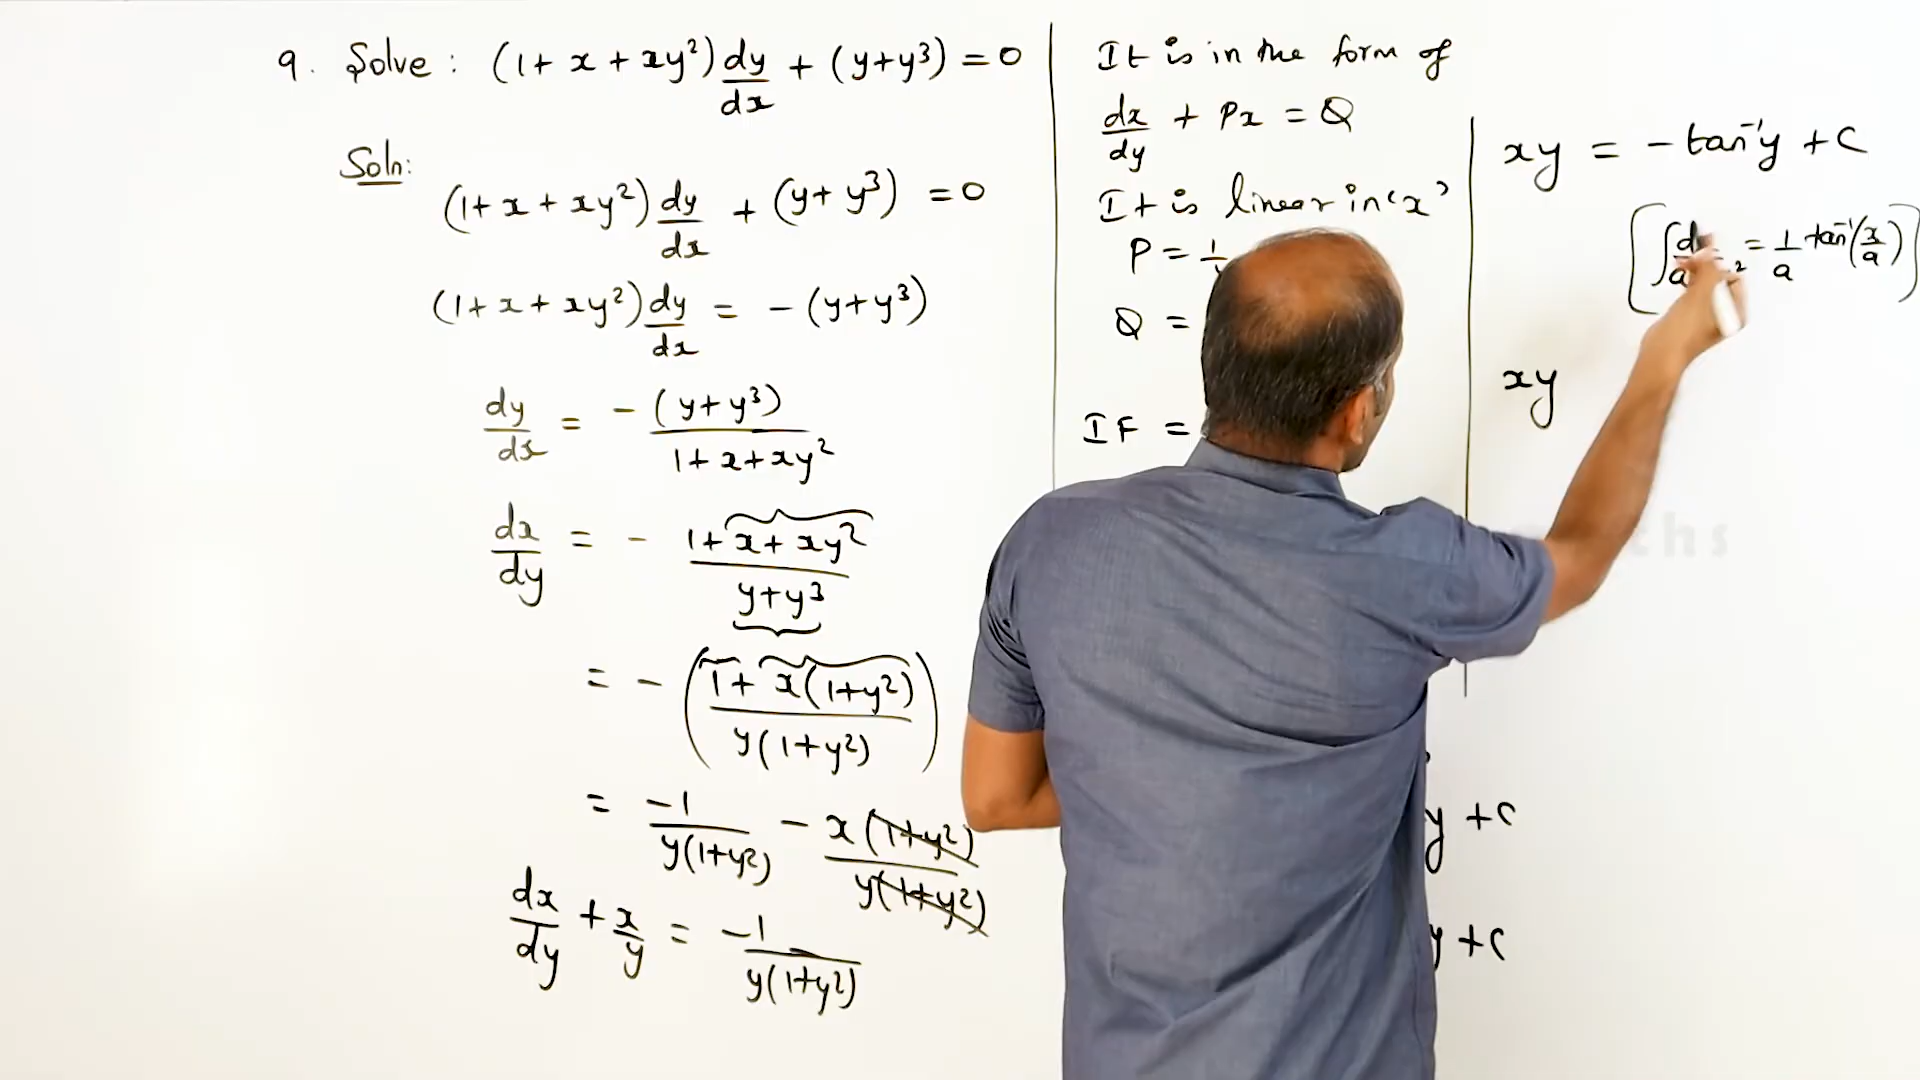 9. Solve: (1+x+xy²) dy/dx + (y+y³) = 0
Soln:
(1+x+xy²) dy/dx + (y+y³) = 0
(1+x+xy²) dy/dx = -(y+y³)
dy/dx = -(y+y³)/(1+x+xy²)
dx/dy = - (1+x+xy²)/(y+y³)
= - ( (1+x(1+y²)) / (y(1+y²)) )
= -1/(y(1+y²)) - x(1+y²)/(y(1+y²))
dx/dy + x/y = -1/(y(1+y²))
It is in the form of
dx/dy + Px = Q
It is linear in 'x'
P = 1/
Q =
IF =
y + c
y + c
xy = -tan⁻¹y + C
= 1/a tan⁻¹(x/a)
xy